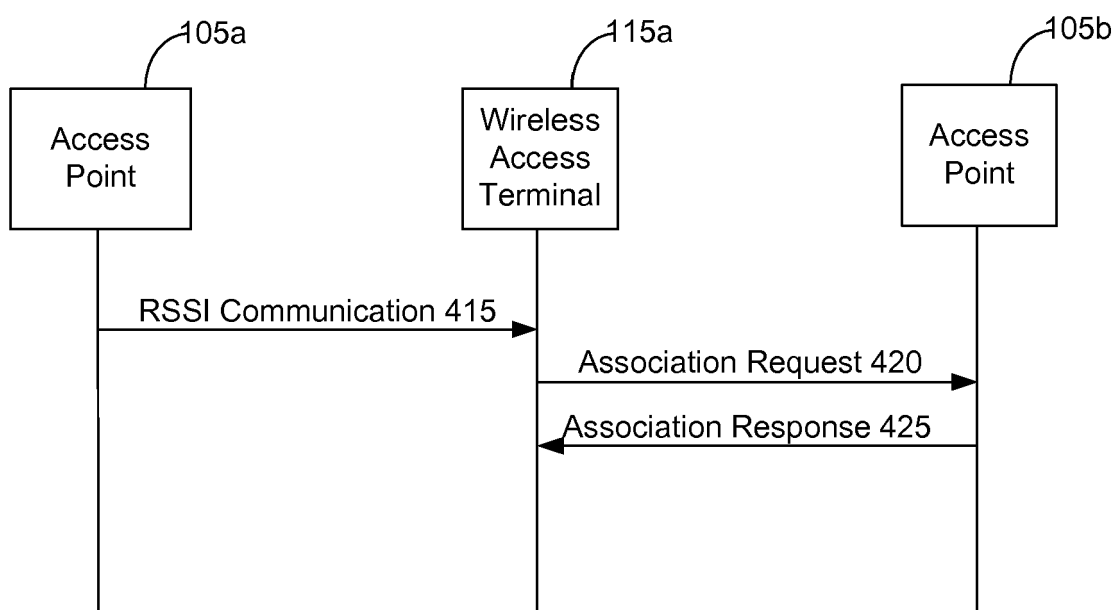 105a
115a
105b
Access
Point
Wireless
Access
Terminal
Access
Point
RSSI Communication 415
Association Request 420
Association Response 425